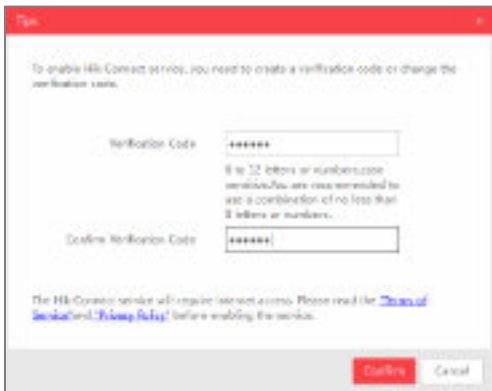 Tips
To enable Hik-Connect service, you need to create a verification code or change the
verification code.
Verification Code
••••••
6 to 12 letters or numbers,case
sensitive.You are recommended to
use a combination of no less than
8 letters or numbers.
Confirm Verification Code
••••••
The Hik-Connect service will require internet access. Please read the "Terms of
Service"and "Privacy Policy" before enabling the service.
Confirm
Cancel